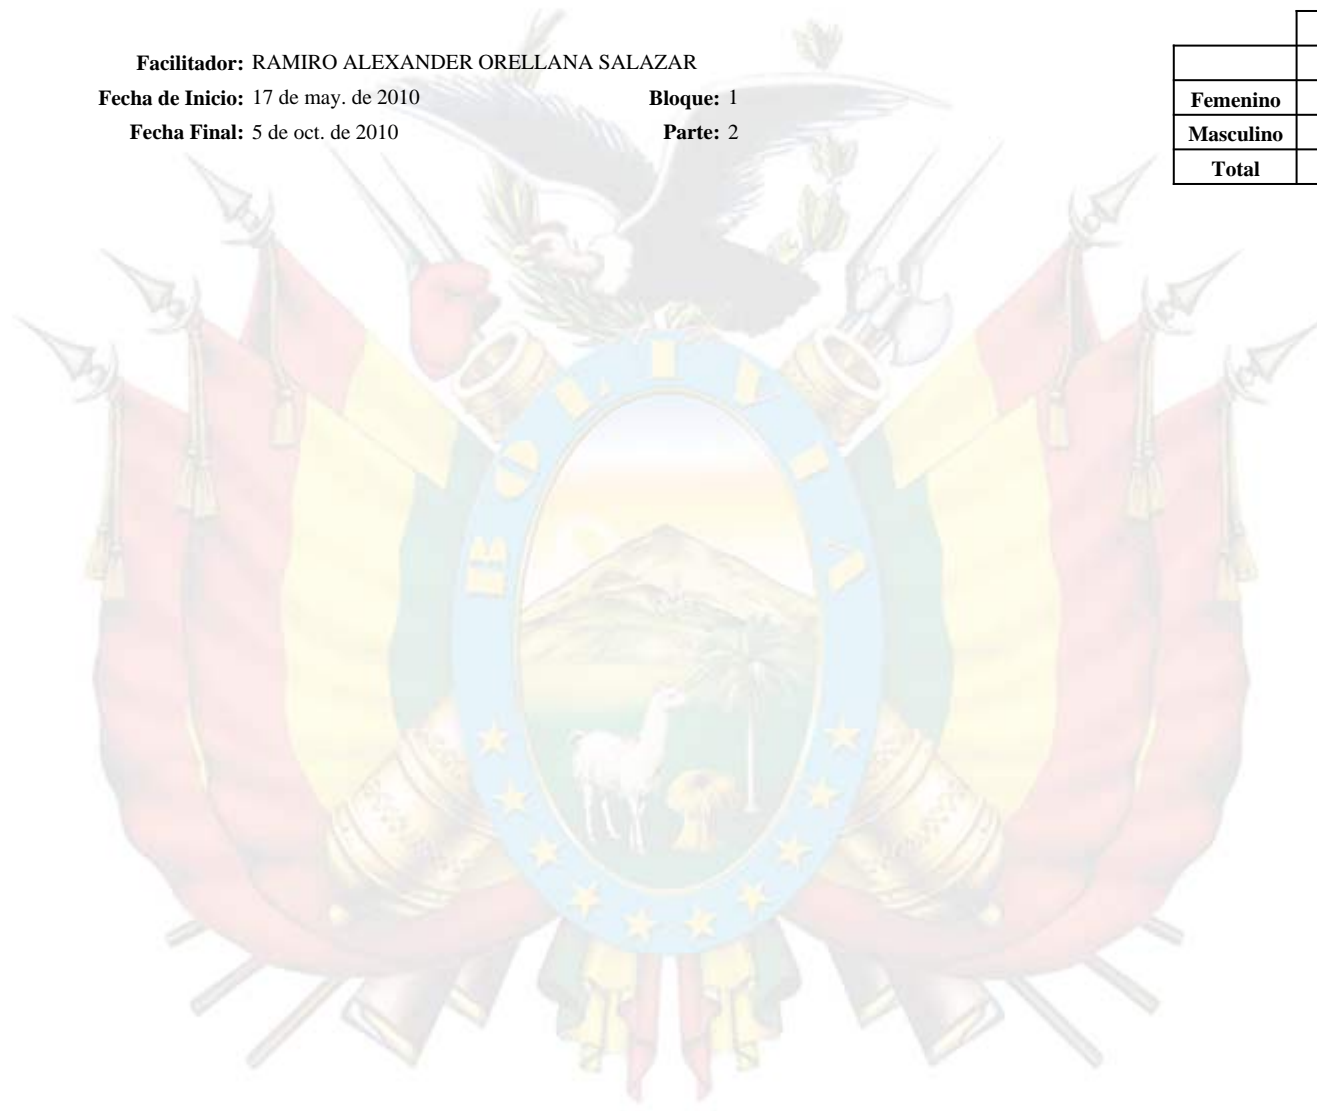 Facilitador: RAMIRO ALEXANDER ORELLANA SALAZAR
Fecha de Inicio: 17 de may. de 2010 Bloque: 1
Fecha Final: 5 de oct. de 2010 Parte: 2
Femenino
Masculino
Total
BOLIVIA